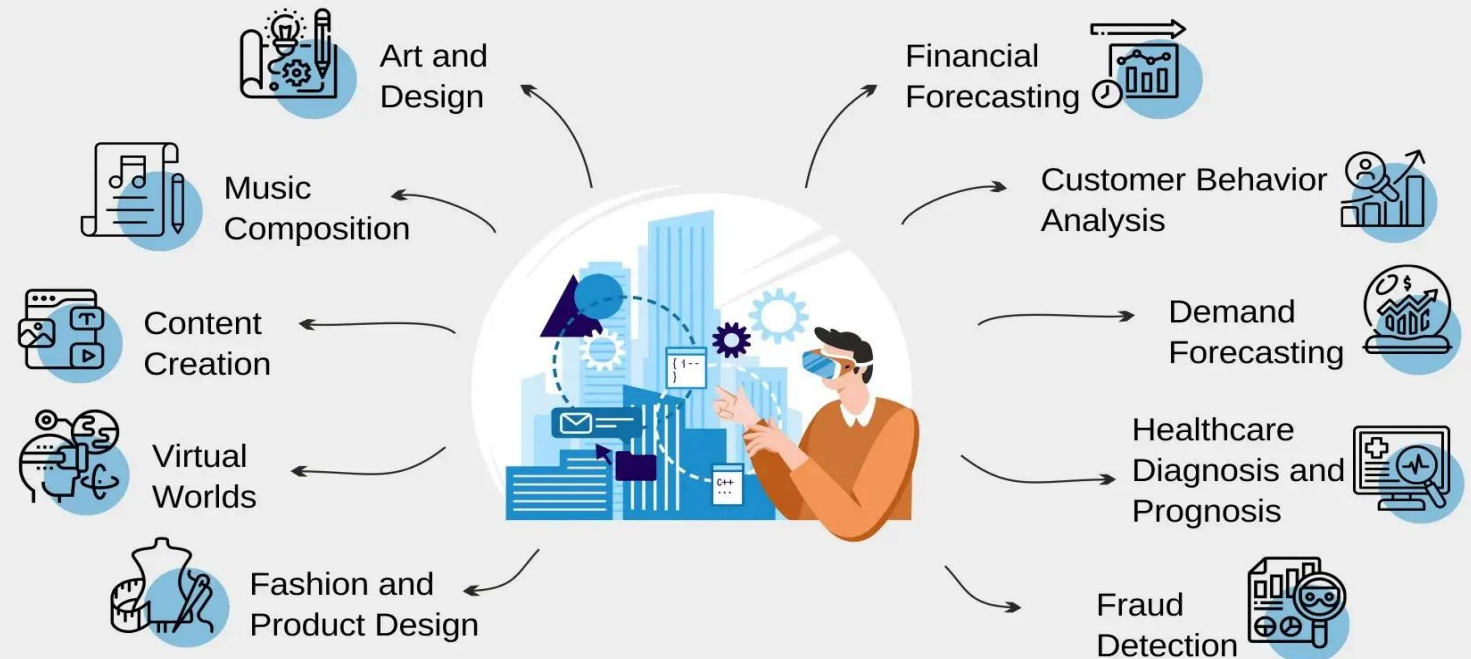 Art and
Design
Music
Composition
Content
Creation
Virtual
Worlds
Fashion and
Product Design
Financial
Forecasting
Customer Behavior
Analysis
Demand
Forecasting
Healthcare
Diagnosis and
Prognosis
Fraud
Detection
{ i--
}
C++
...
T
$